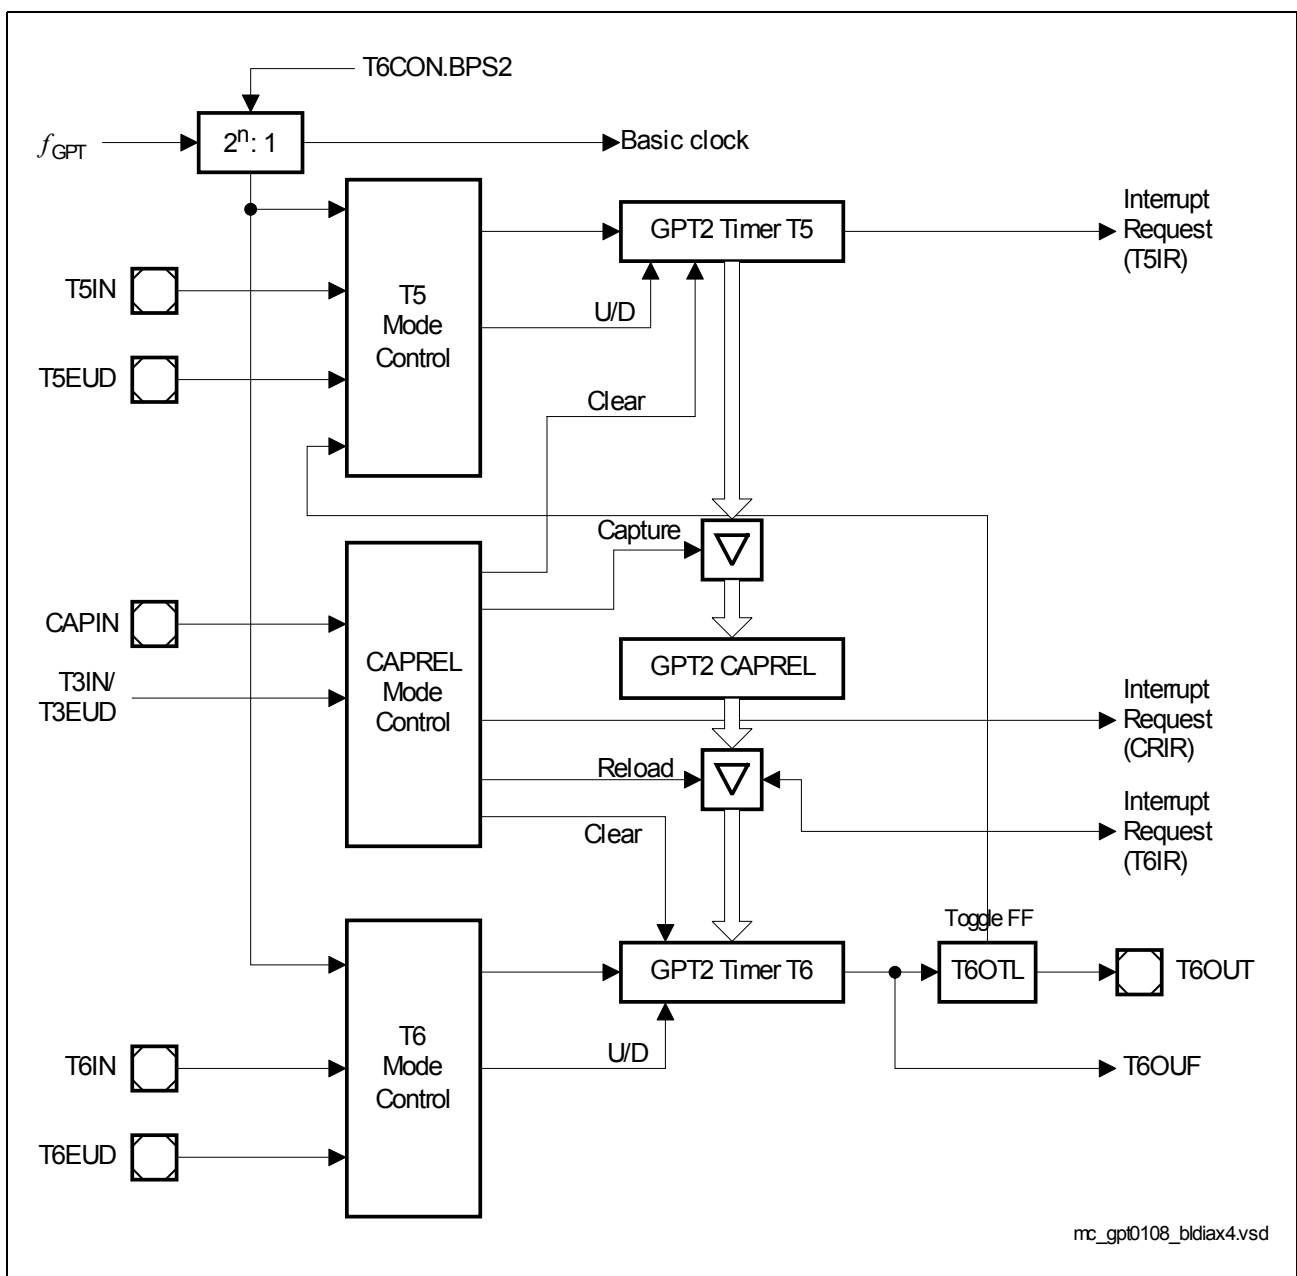 T6CON.BPS2
fGPT
2n: 1
Basic clock
T5
Mode
Control
GPT2 Timer T5
Interrupt
Request
(T5IR)
T5IN
U/D
T5EUD
Clear
Capture
CAPIN
CAPREL
Mode
Control
GPT2 CAPREL
T3IN/
T3EUD
Interrupt
Request
(CRIR)
Reload
Interrupt
Request
(T6IR)
Clear
Toggle FF
T6
Mode
Control
GPT2 Timer T6
T6OTL
T6OUT
U/D
T6IN
T6OUF
T6EUD
mc_gpt0108_bldiax4.vsd